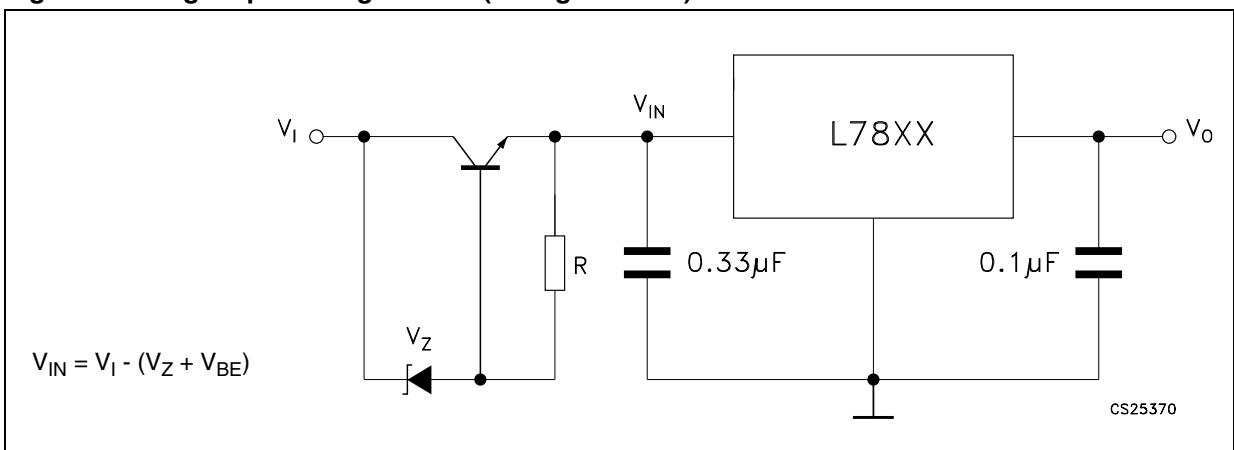 V_IN
V_I
L78XX
V_O
R
0.33µF
0.1µF
V_Z
V_IN = V_I - (V_Z + V_BE)
CS25370